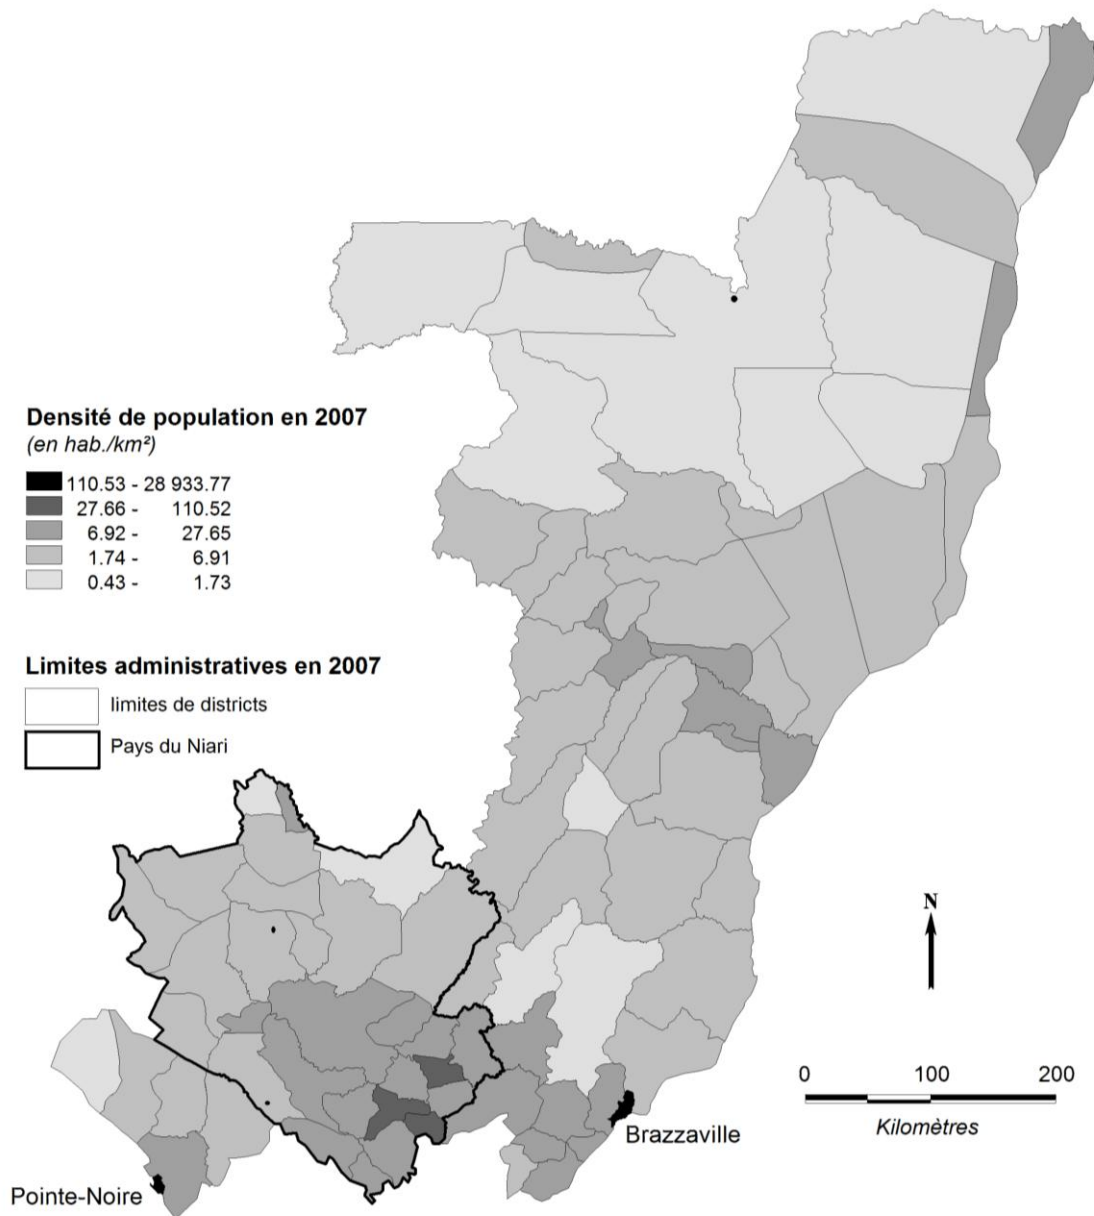 Densité de population en 2007
(en hab./km²)
110.53 - 28 933.77
27.66 - 110.52
6.92 - 27.65
1.74 - 6.91
0.43 - 1.73
Limites administratives en 2007
limites de districts
Pays du Niari
N
0 100 200
Kilomètres
Brazzaville
Pointe-Noire